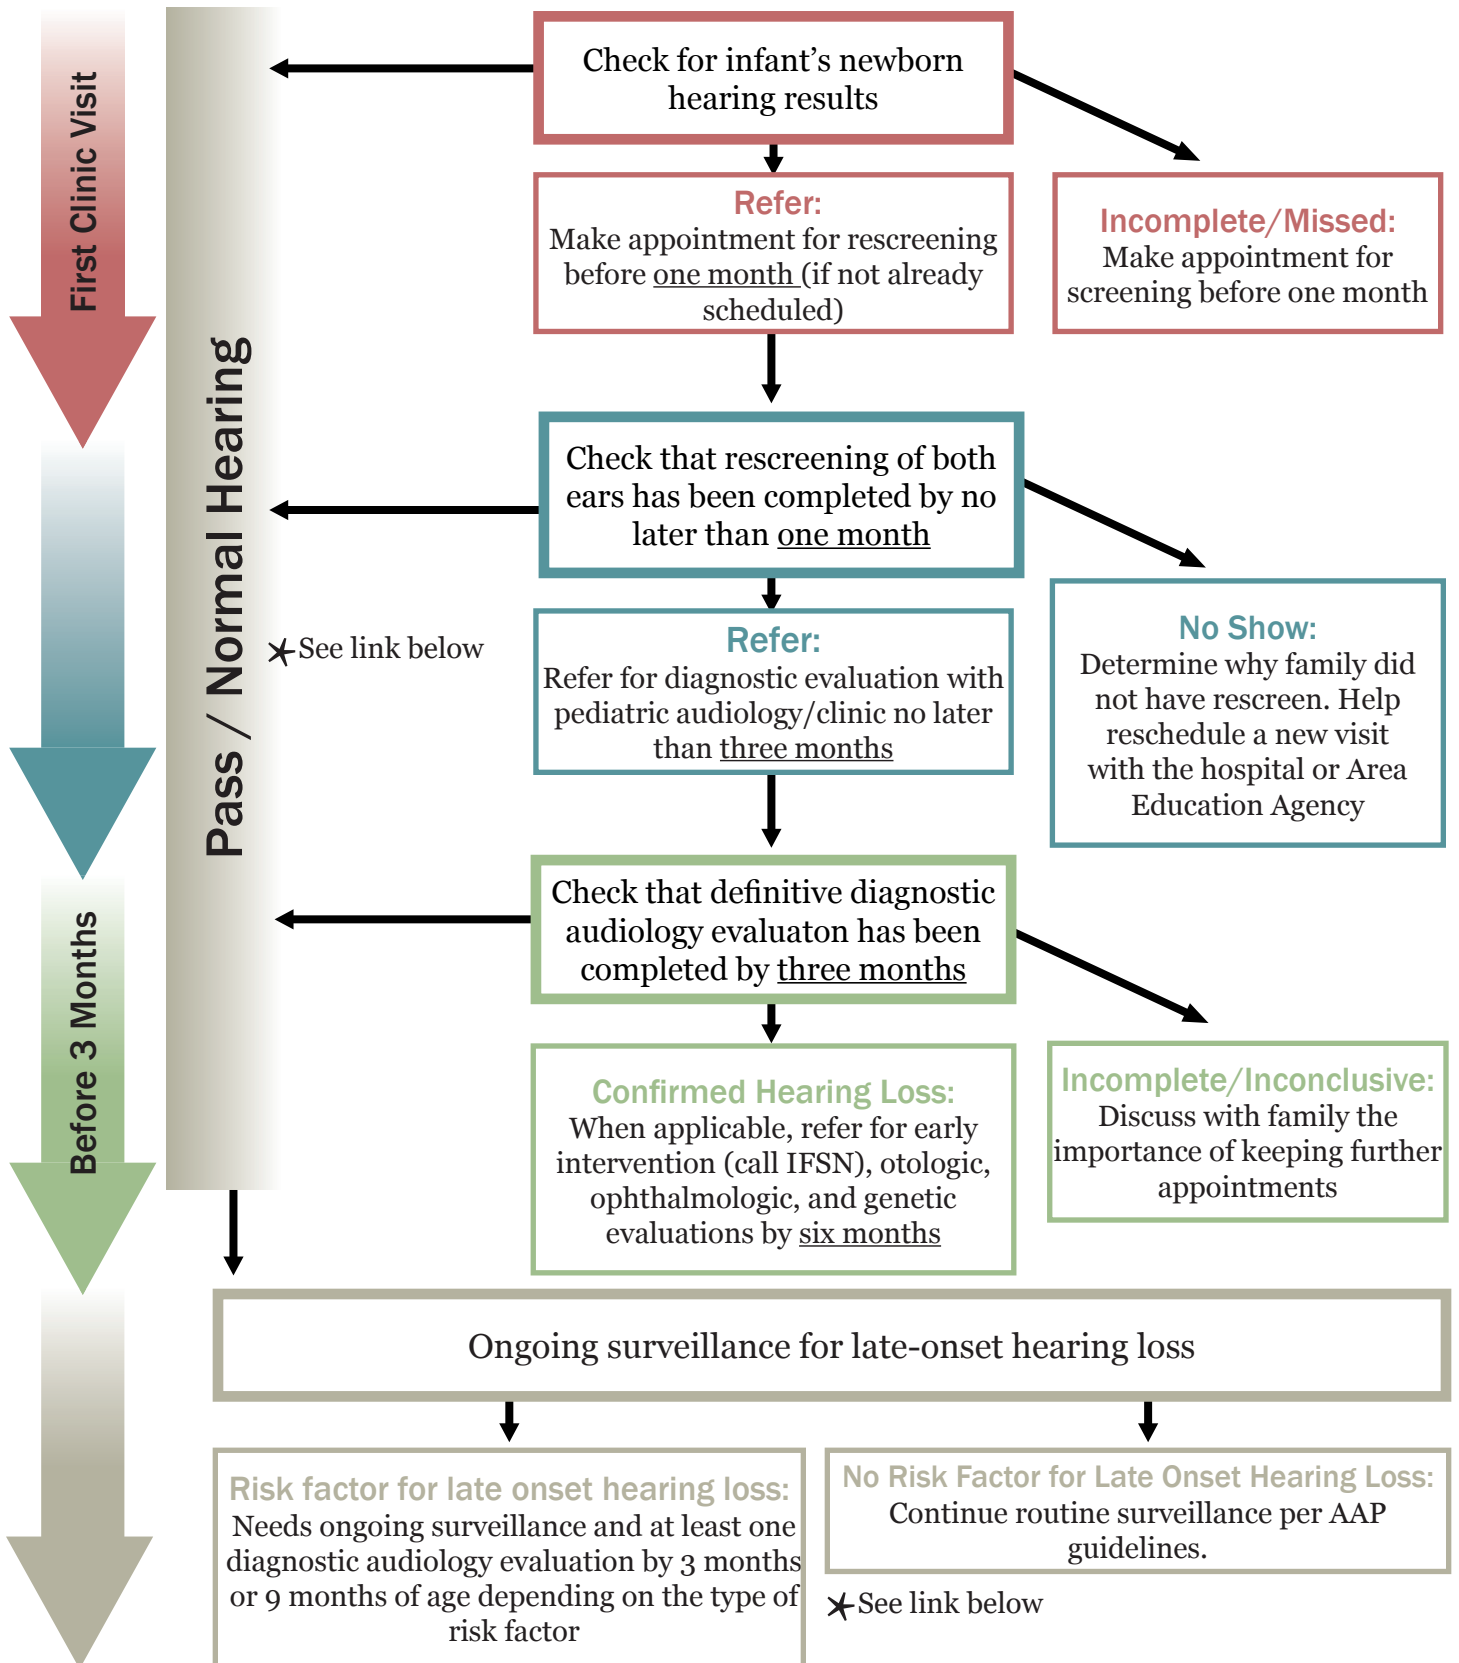 First Clinic Visit
Check for infant's newborn
hearing results
Refer:
Make appointment for rescreening
before one month (if not already
scheduled)
Incomplete/Missed:
Make appointment for
screening before one month
Pass / Normal Hearing
Check that rescreening of both
ears has been completed by no
later than one month
✶See link below
Refer:
Refer for diagnostic evaluation with
pediatric audiology/clinic no later
than three months
No Show:
Determine why family did
not have rescreen. Help
reschedule a new visit
with the hospital or Area
Education Agency
Before 3 Months
Check that definitive diagnostic
audiology evaluaton has been
completed by three months
Confirmed Hearing Loss:
When applicable, refer for early
intervention (call IFSN), otologic,
ophthalmologic, and genetic
evaluations by six months
Incomplete/Inconclusive:
Discuss with family the
importance of keeping further
appointments
Ongoing surveillance for late-onset hearing loss
Risk factor for late onset hearing loss:
Needs ongoing surveillance and at least one
diagnostic audiology evaluation by 3 months
or 9 months of age depending on the type of
risk factor
No Risk Factor for Late Onset Hearing Loss:
Continue routine surveillance per AAP
guidelines.
✶See link below